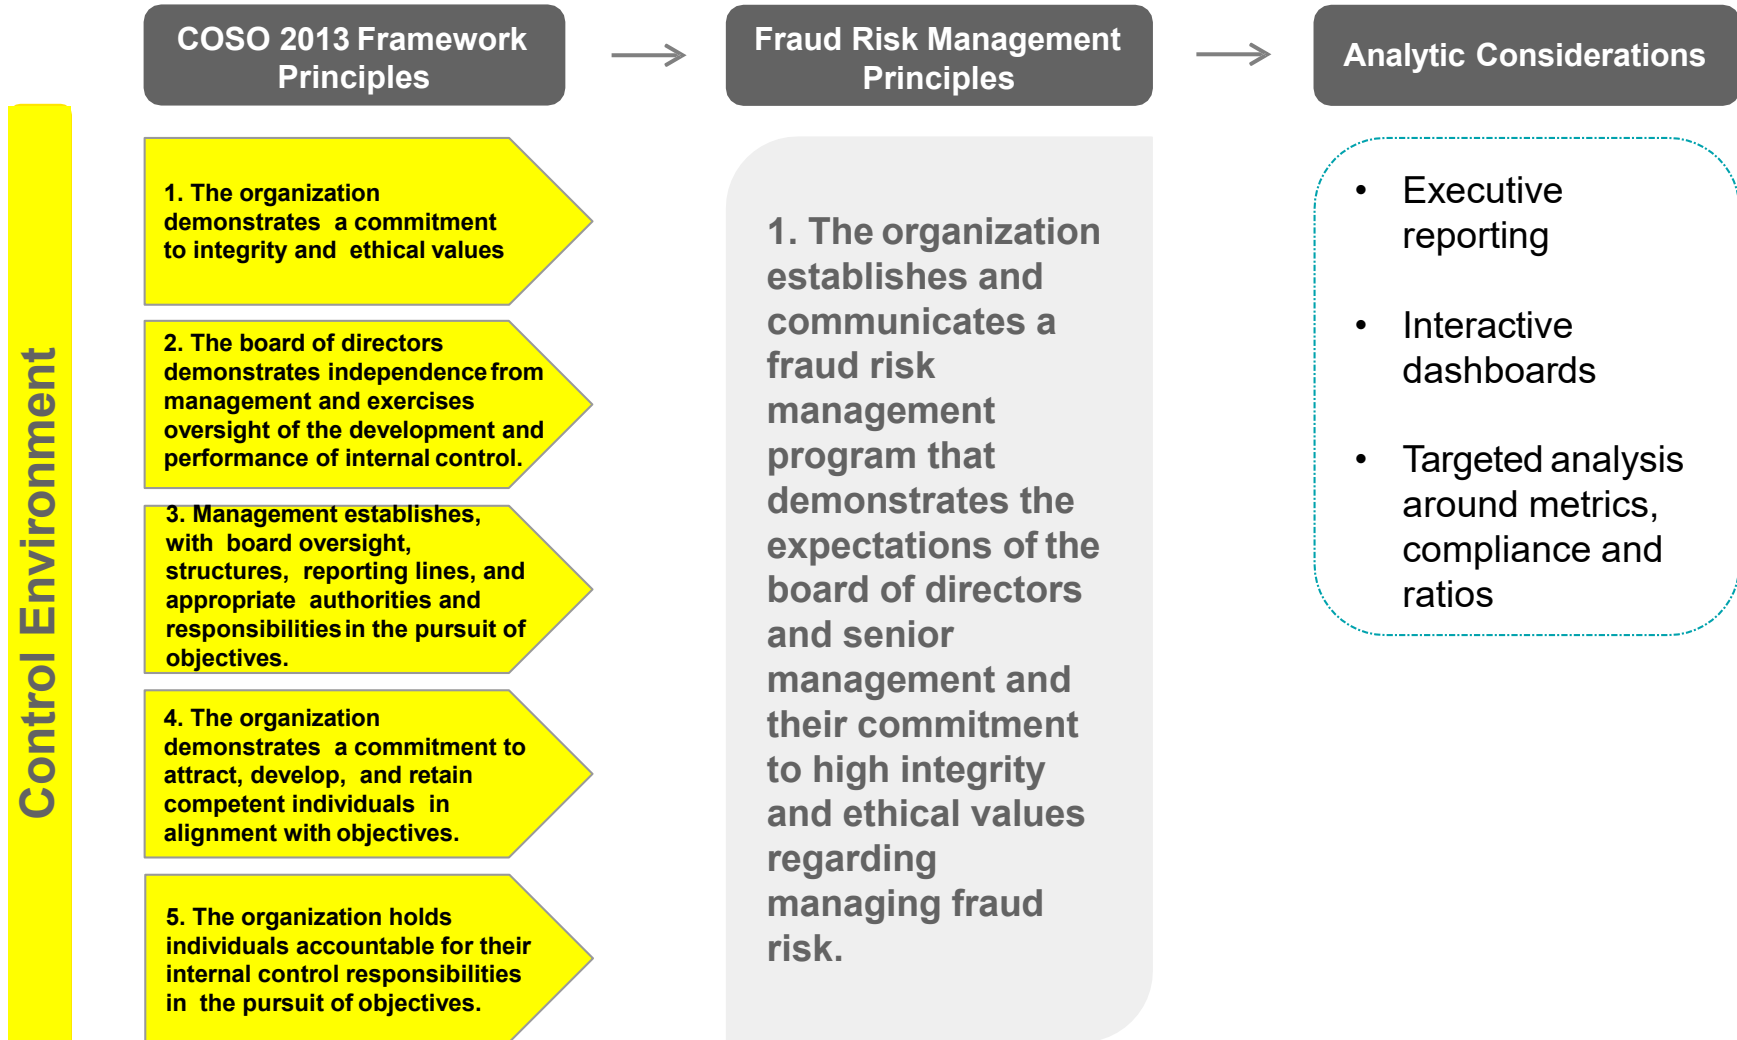 COSO 2013 Framework
Principles
Fraud Risk Management
Principles
Analytic Considerations
Control Environment
1. The organization
demonstrates a commitment
to integrity and ethical values
2. The board of directors
demonstrates independence from
management and exercises
oversight of the development and
performance of internal control.
3. Management establishes,
with board oversight,
structures, reporting lines, and
appropriate authorities and
responsibilities in the pursuit of
objectives.
4. The organization
demonstrates a commitment to
attract, develop, and retain
competent individuals in
alignment with objectives.
5. The organization holds
individuals accountable for their
internal control responsibilities
in the pursuit of objectives.
1. The organization
establishes and
communicates a
fraud risk
management
program that
demonstrates the
expectations of the
board of directors
and senior
management and
their commitment
to high integrity
and ethical values
regarding
managing fraud
risk.
• Executive
reporting
• Interactive
dashboards
• Targeted analysis
around metrics,
compliance and
ratios